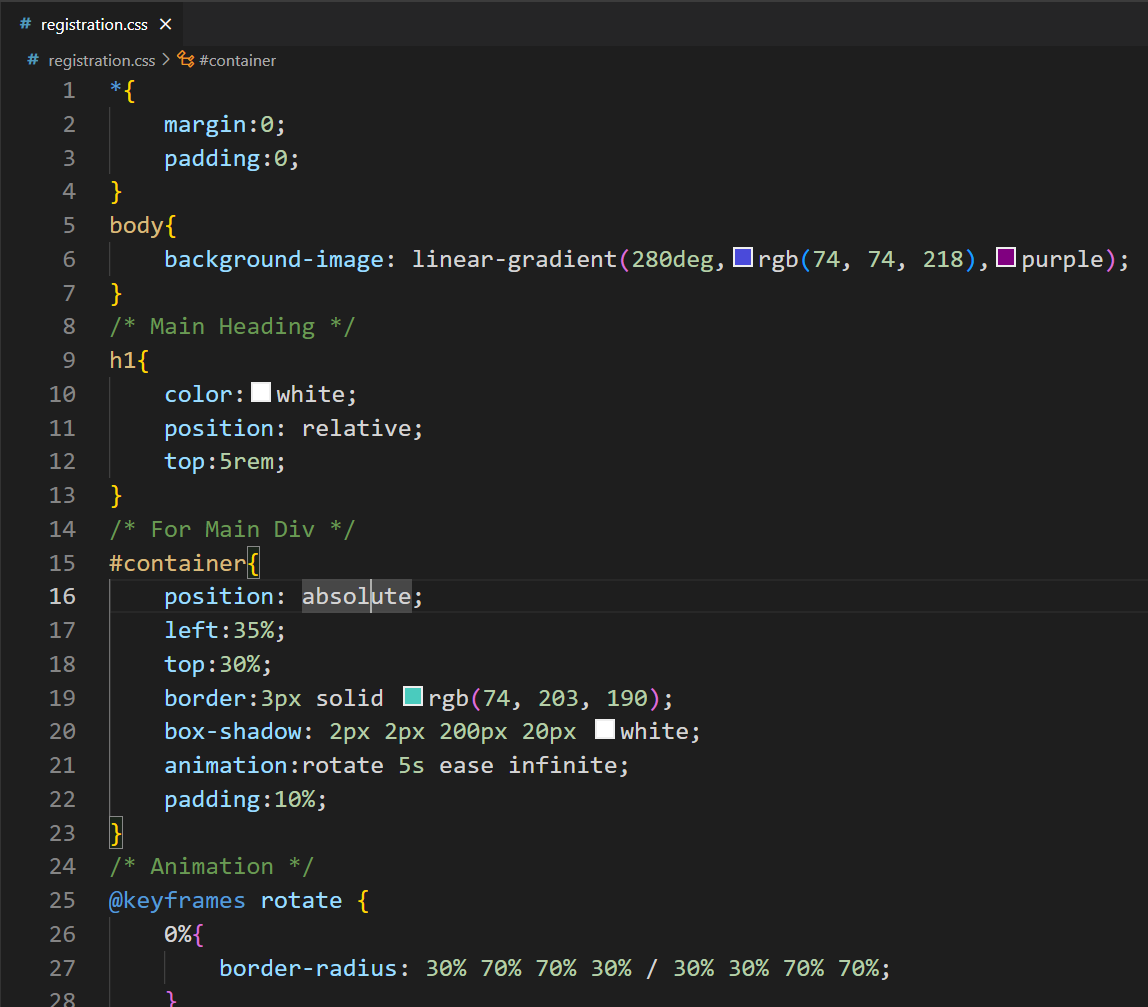 # registration.css ×
# registration.css > #container
1 *{
2     margin:0;
3     padding:0;
4 }
5 body{
6     background-image: linear-gradient(280deg,rgb(74, 74, 218),purple);
7 }
8 /* Main Heading */
9 h1{
10     color:white;
11     position: relative;
12     top:5rem;
13 }
14 /* For Main Div */
15 #container{
16     position: absolute;
17     left:35%;
18     top:30%;
19     border:3px solid rgb(74, 203, 190);
20     box-shadow: 2px 2px 200px 20px white;
21     animation:rotate 5s ease infinite;
22     padding:10%;
23 }
24 /* Animation */
25 @keyframes rotate {
26     0%{
27         border-radius: 30% 70% 70% 30% / 30% 30% 70% 70%;
28     }